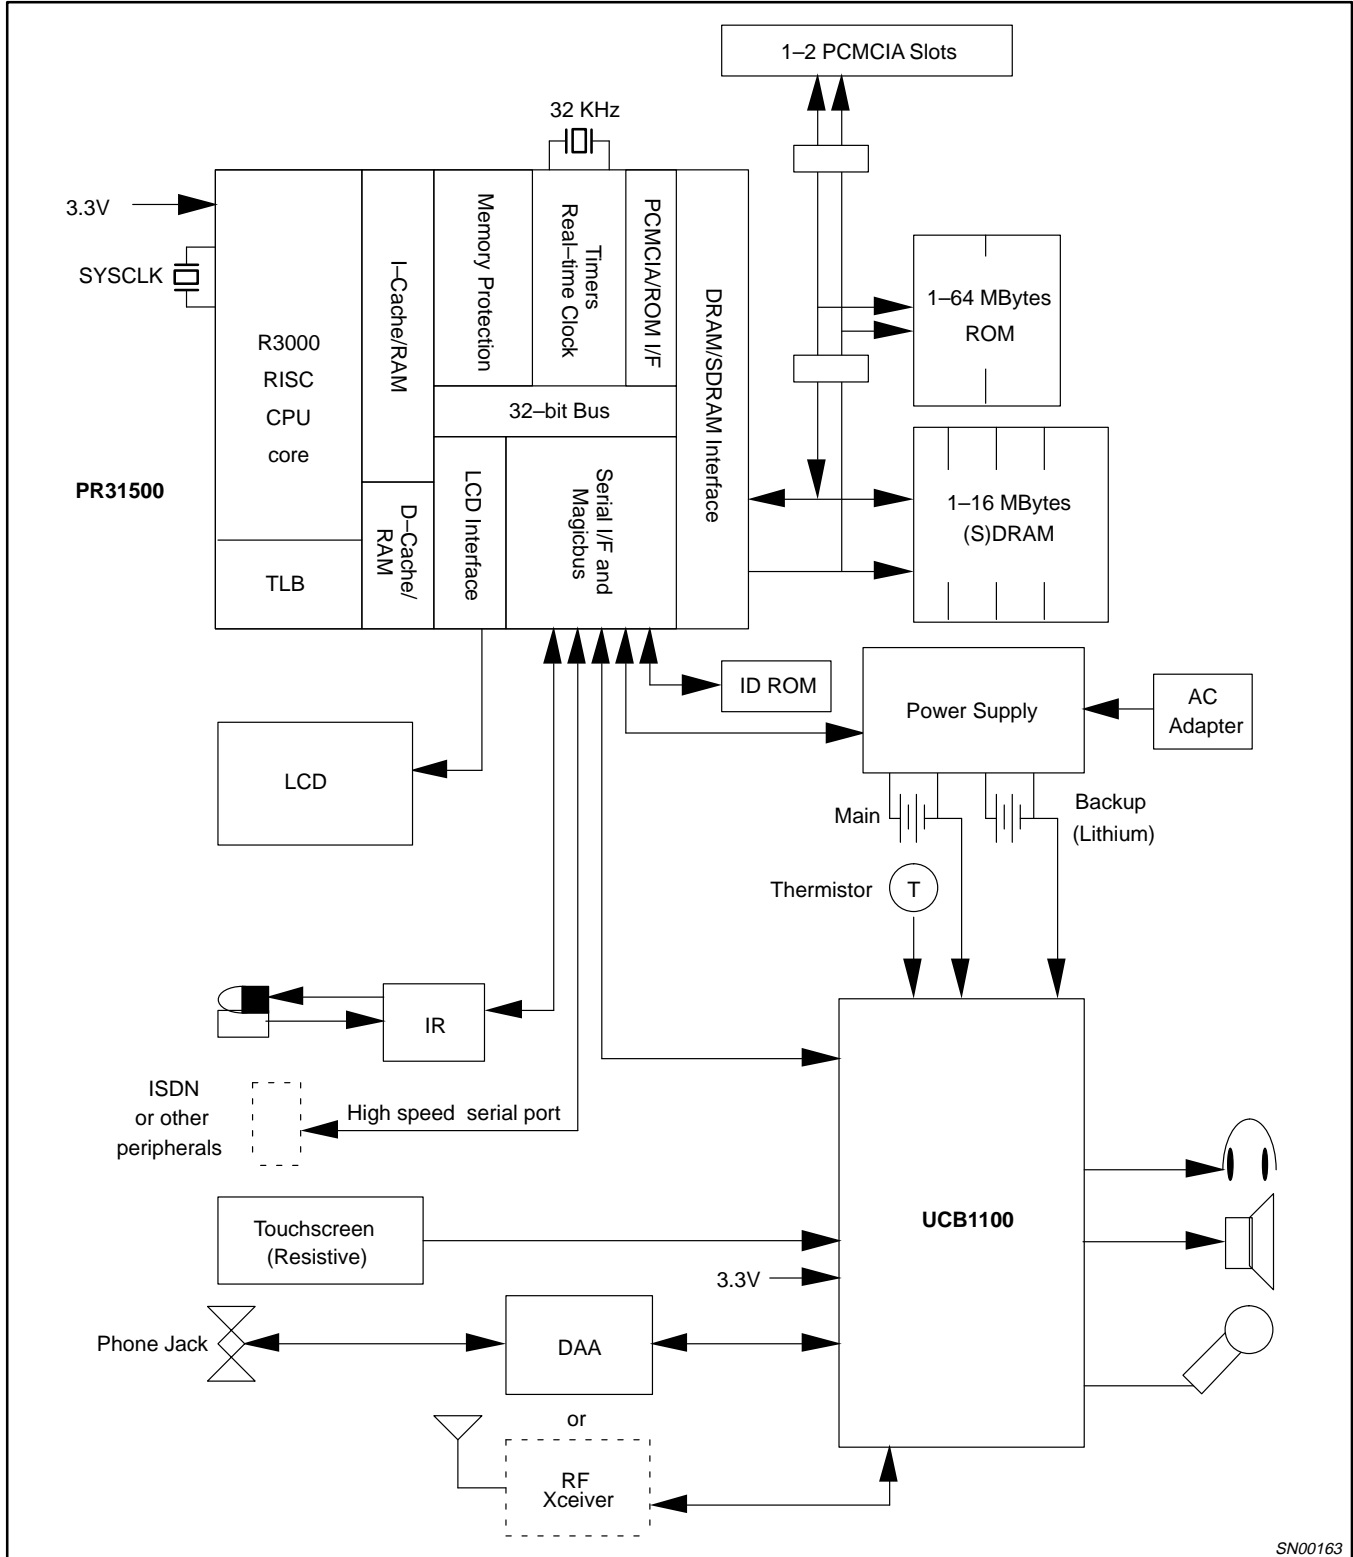 1–2 PCMCIA Slots
32 KHz
3.3V
SYSCLK
R3000
RISC
CPU
core
TLB
I–Cache/RAM
D–Cache/
RAM
Memory Protection
Timers
Real–time Clock
PCMCIA/ROM I/F
32–bit Bus
LCD Interface
Serial I/F and
Magicbus
DRAM/SDRAM Interface
PR31500
1–64 MBytes
ROM
1–16 MBytes
(S)DRAM
ID ROM
Power Supply
AC
Adapter
LCD
Main
Backup
(Lithium)
Thermistor
T
IR
ISDN
or other
peripherals
High speed serial port
Touchscreen
(Resistive)
UCB1100
3.3V
Phone Jack
DAA
or
RF
Xceiver
SN00163